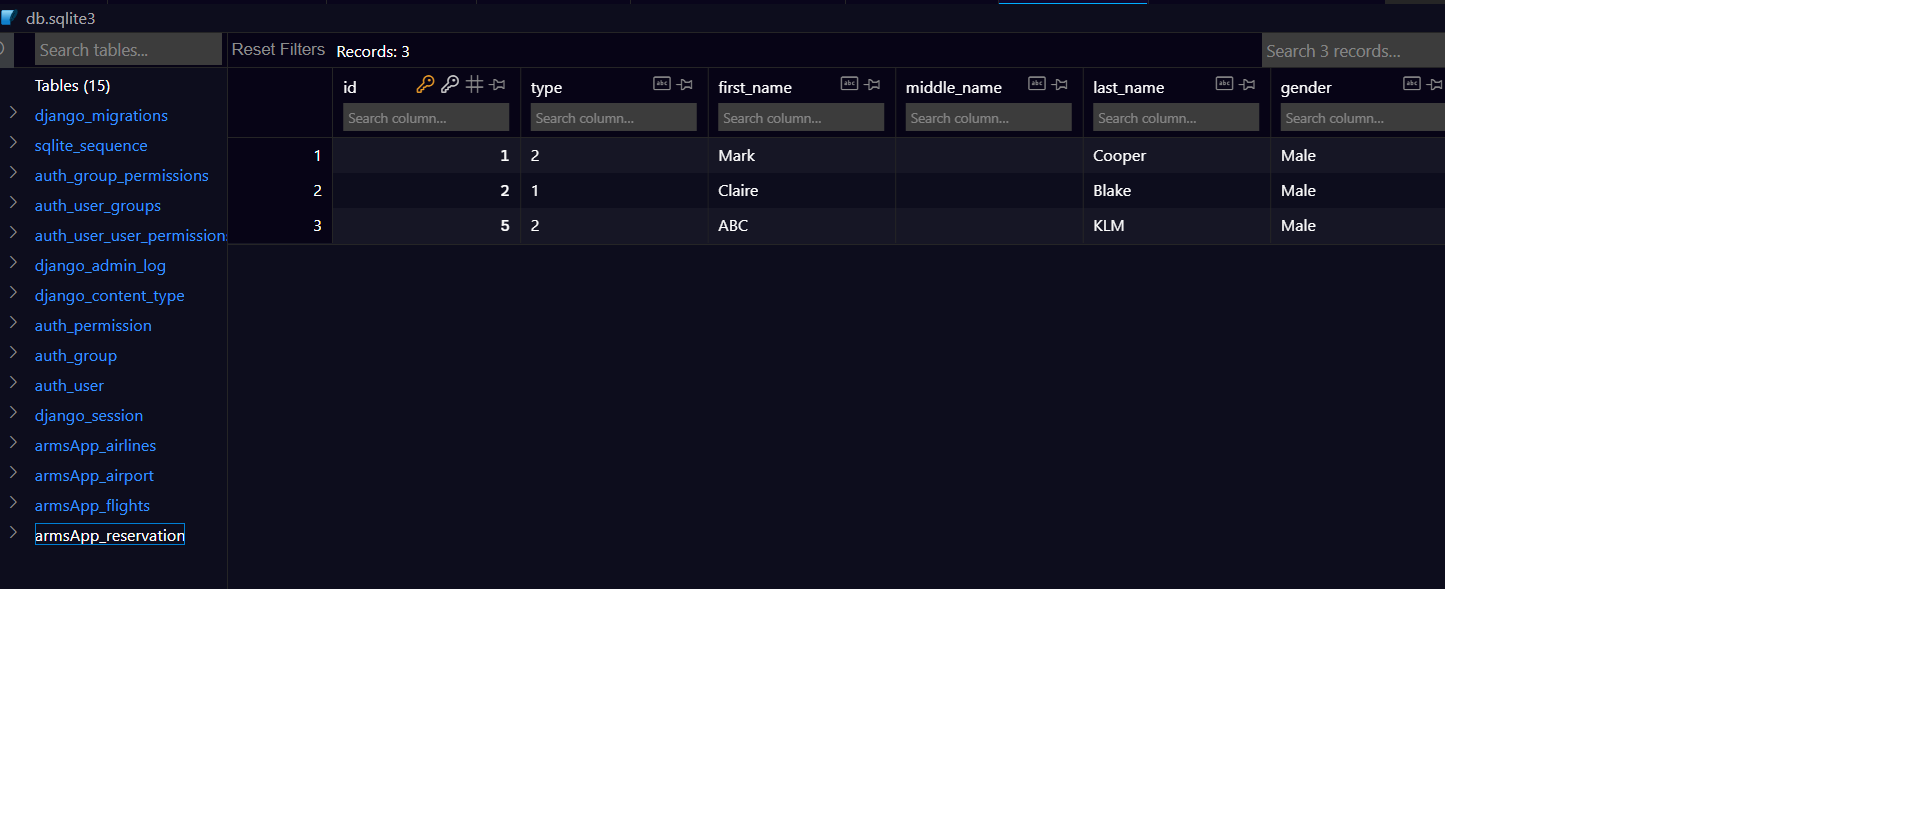 db.sqlite3
Search tables... Reset Filters Records: 3 Search 3 records...
Tables (15)
django_migrations
sqlite_sequence
auth_group_permissions
auth_user_groups
auth_user_user_permissions
django_admin_log
django_content_type
auth_permission
auth_group
auth_user
django_session
armsApp_airlines
armsApp_airport
armsApp_flights
armsApp_reservation
id type first_name middle_name last_name gender
Search column... Search column... Search column... Search column... Search column... Search column...
1 1 2 Mark Cooper Male
2 2 1 Claire Blake Male
3 5 2 ABC KLM Male